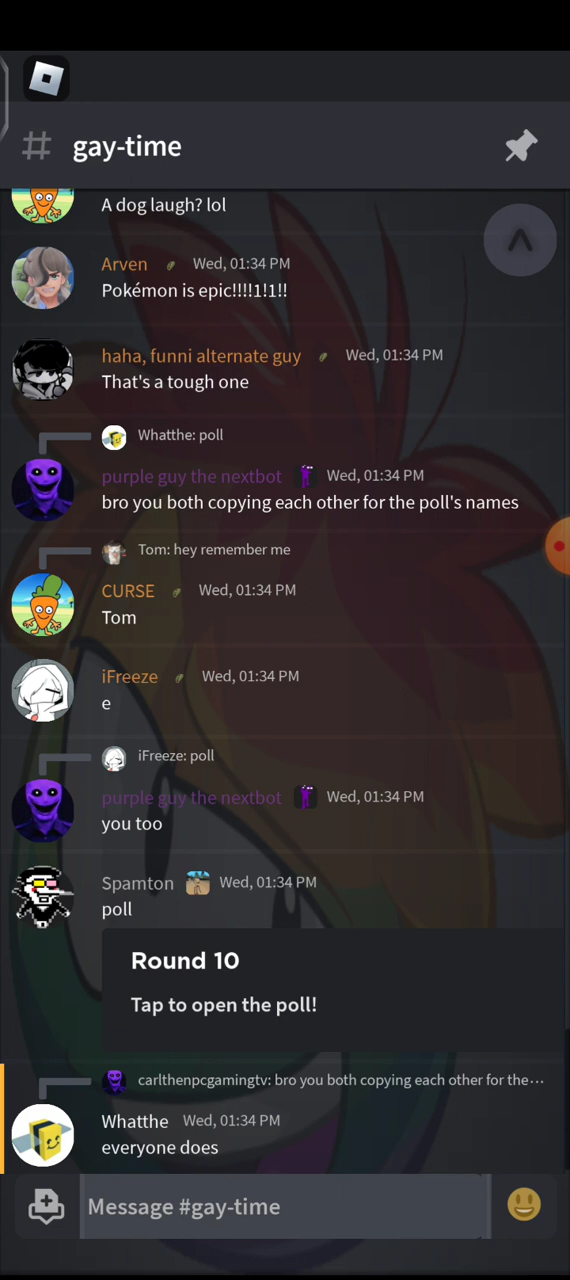 # gay-time
A dog laugh? lol
Arven Wed, 01:34 PM
Pokémon is epic!!!!1!1!!
haha, funni alternate guy Wed, 01:34 PM
That's a tough one
Whatthe: poll
purple guy the nextbot Wed, 01:34 PM
bro you both copying each other for the poll's names
Tom: hey remember me
CURSE Wed, 01:34 PM
Tom
iFreeze Wed, 01:34 PM
e
iFreeze: poll
purple guy the nextbot Wed, 01:34 PM
you too
Spamton Wed, 01:34 PM
poll
Round 10
Tap to open the poll!
carlthenpcgamingtv: bro you both copying each other for the···
Whatthe Wed, 01:34 PM
everyone does
Message #gay-time